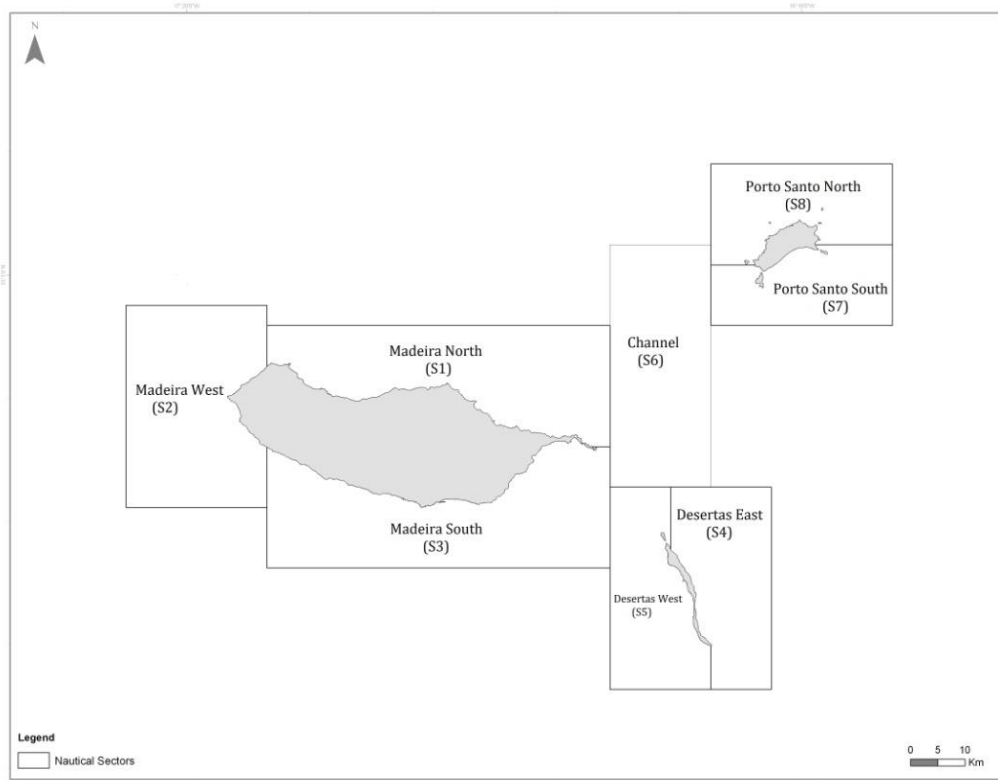 N
Porto Santo North
(S8)
Porto Santo South
(S7)
Channel
(S6)
Madeira North
(S1)
Madeira West
(S2)
Desertas East
(S4)
Madeira South
(S3)
Desertas West
(S5)
Legend
Nautical Sectors
0 5 10
Km